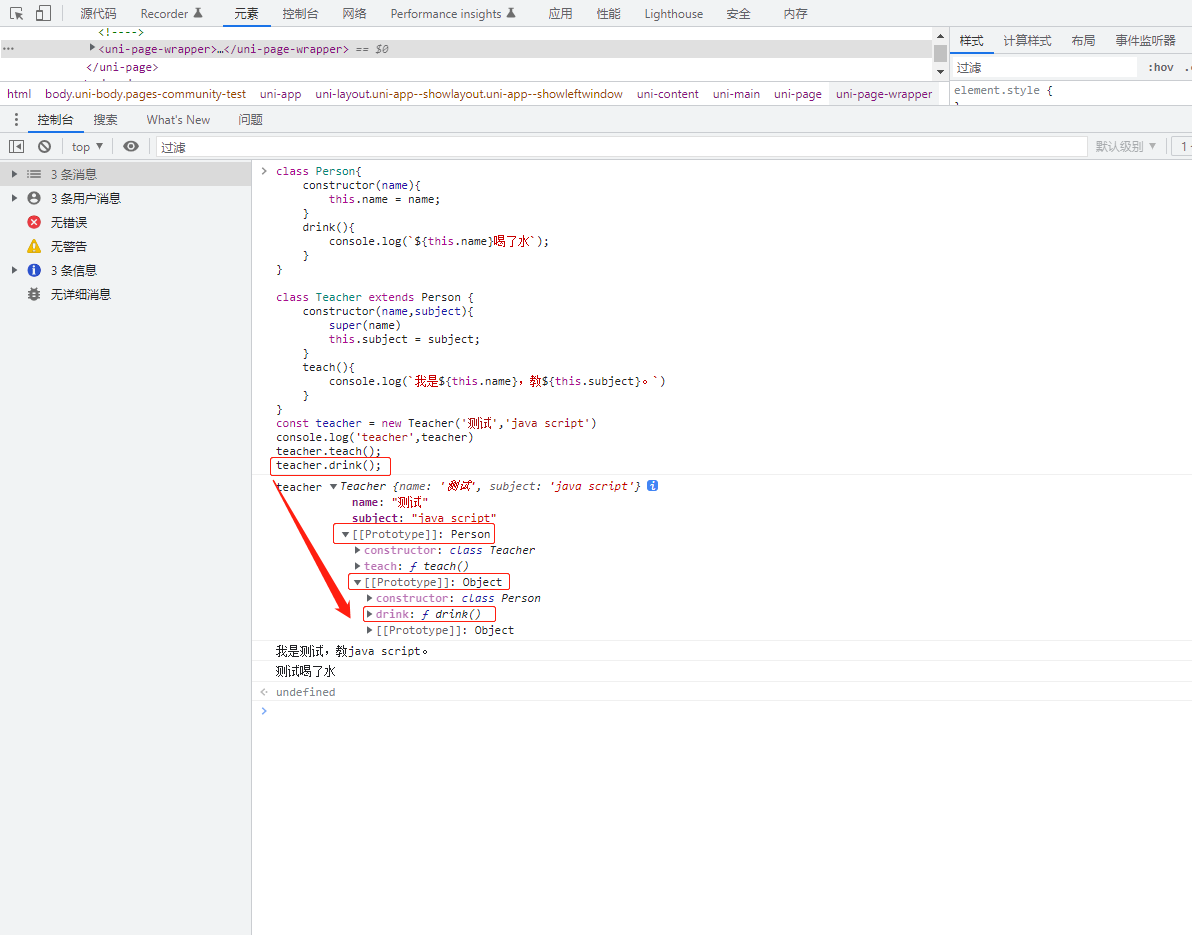 源代码 Recorder 元素 控制台 网络 Performance insights 应用 性能 Lighthouse 安全 内存
<!---->
<uni-page-wrapper>…</uni-page-wrapper> == $0
</uni-page>
样式 计算样式 布局 事件监听器
过滤 :hov
element.style {
html body.uni-body.pages-community-test uni-app uni-layout.uni-app--showlayout.uni-app--showleftwindow uni-content uni-main uni-page uni-page-wrapper
控制台 搜索 What's New 问题
top ▼ 过滤 默认级别 ▼ 1
3 条消息
3 条用户消息
无错误
无警告
3 条信息
无详细消息
class Person{
constructor(name){
this.name = name;
}
drink(){
console.log(`${this.name}喝了水`);
}
}
class Teacher extends Person {
constructor(name,subject){
super(name)
this.subject = subject;
}
teach(){
console.log(`我是${this.name}，教${this.subject}。`)
}
}
const teacher = new Teacher('测试','java script')
console.log('teacher',teacher)
teacher.teach();
teacher.drink();
teacher ▼Teacher {name: '测试', subject: 'java script'}
name: "测试"
subject: "java script"
▼[[Prototype]]: Person
▶constructor: class Teacher
▶teach: ƒ teach()
▼[[Prototype]]: Object
▶constructor: class Person
▶drink: ƒ drink()
▶[[Prototype]]: Object
我是测试，教java script。
测试喝了水
undefined